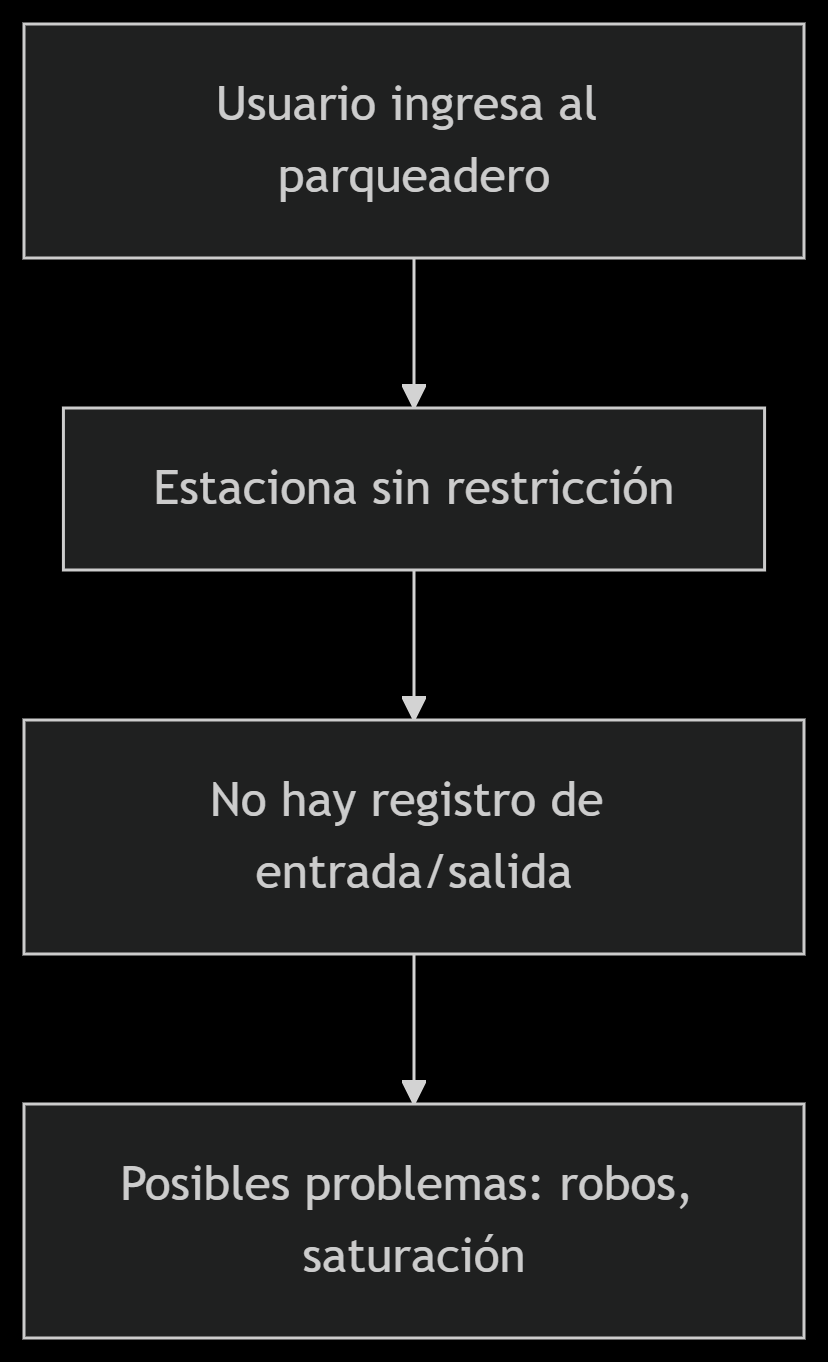 Usuario ingresa al
parqueadero
Estaciona sin restricción
No hay registro de
entrada/salida
Posibles problemas: robos,
saturación